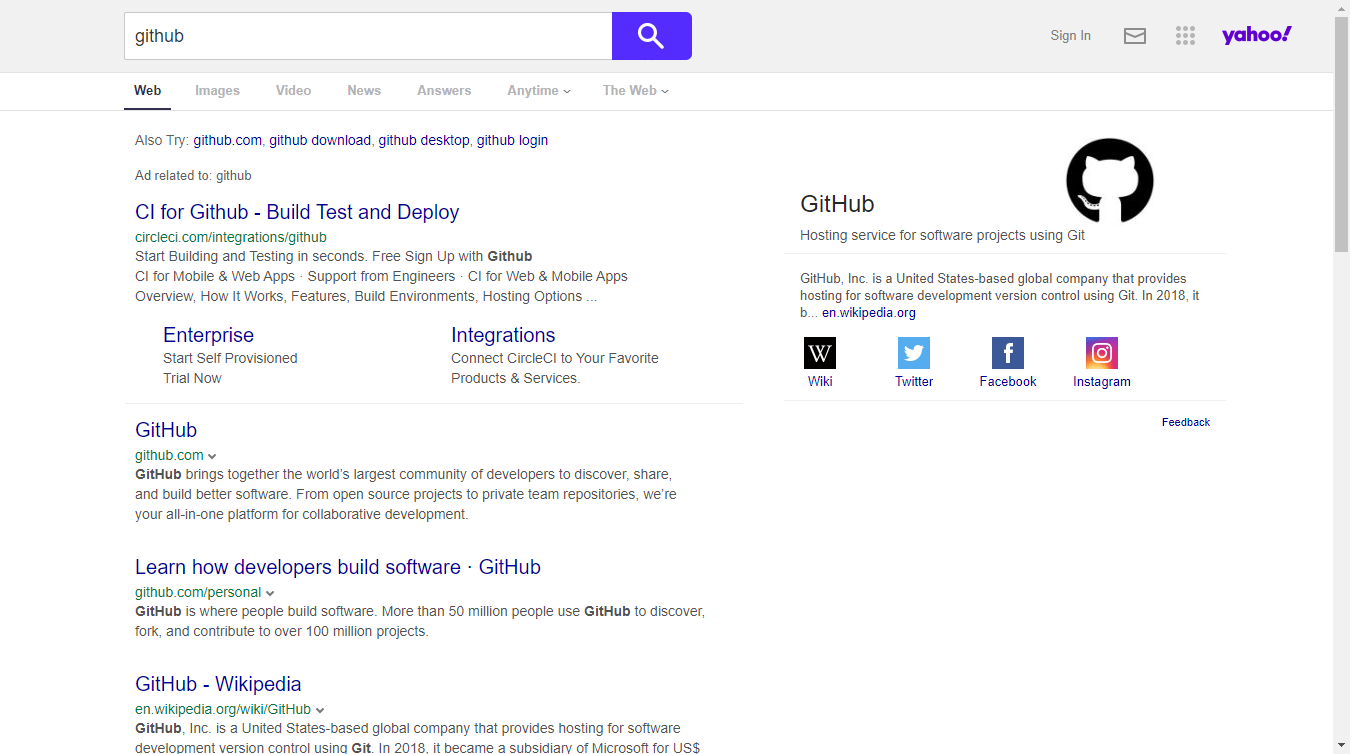 github
Sign In
yahoo!
Web Images Video News Answers Anytime The Web
Also Try: github.com, github download, github desktop, github login
Ad related to: github
CI for Github - Build Test and Deploy
circleci.com/integrations/github
Start Building and Testing in seconds. Free Sign Up with Github
CI for Mobile & Web Apps · Support from Engineers · CI for Web & Mobile Apps
Overview, How It Works, Features, Build Environments, Hosting Options ...
Enterprise
Start Self Provisioned
Trial Now
Integrations
Connect CircleCI to Your Favorite
Products & Services.
GitHub
github.com
GitHub brings together the world’s largest community of developers to discover, share,
and build better software. From open source projects to private team repositories, we’re
your all-in-one platform for collaborative development.
Learn how developers build software · GitHub
github.com/personal
GitHub is where people build software. More than 50 million people use GitHub to discover,
fork, and contribute to over 100 million projects.
GitHub - Wikipedia
en.wikipedia.org/wiki/GitHub
GitHub, Inc. is a United States-based global company that provides hosting for software
development version control using Git. In 2018, it became a subsidiary of Microsoft for US$
GitHub
Hosting service for software projects using Git
GitHub, Inc. is a United States-based global company that provides
hosting for software development version control using Git. In 2018, it
b... en.wikipedia.org
W
Wiki Twitter Facebook Instagram
Feedback